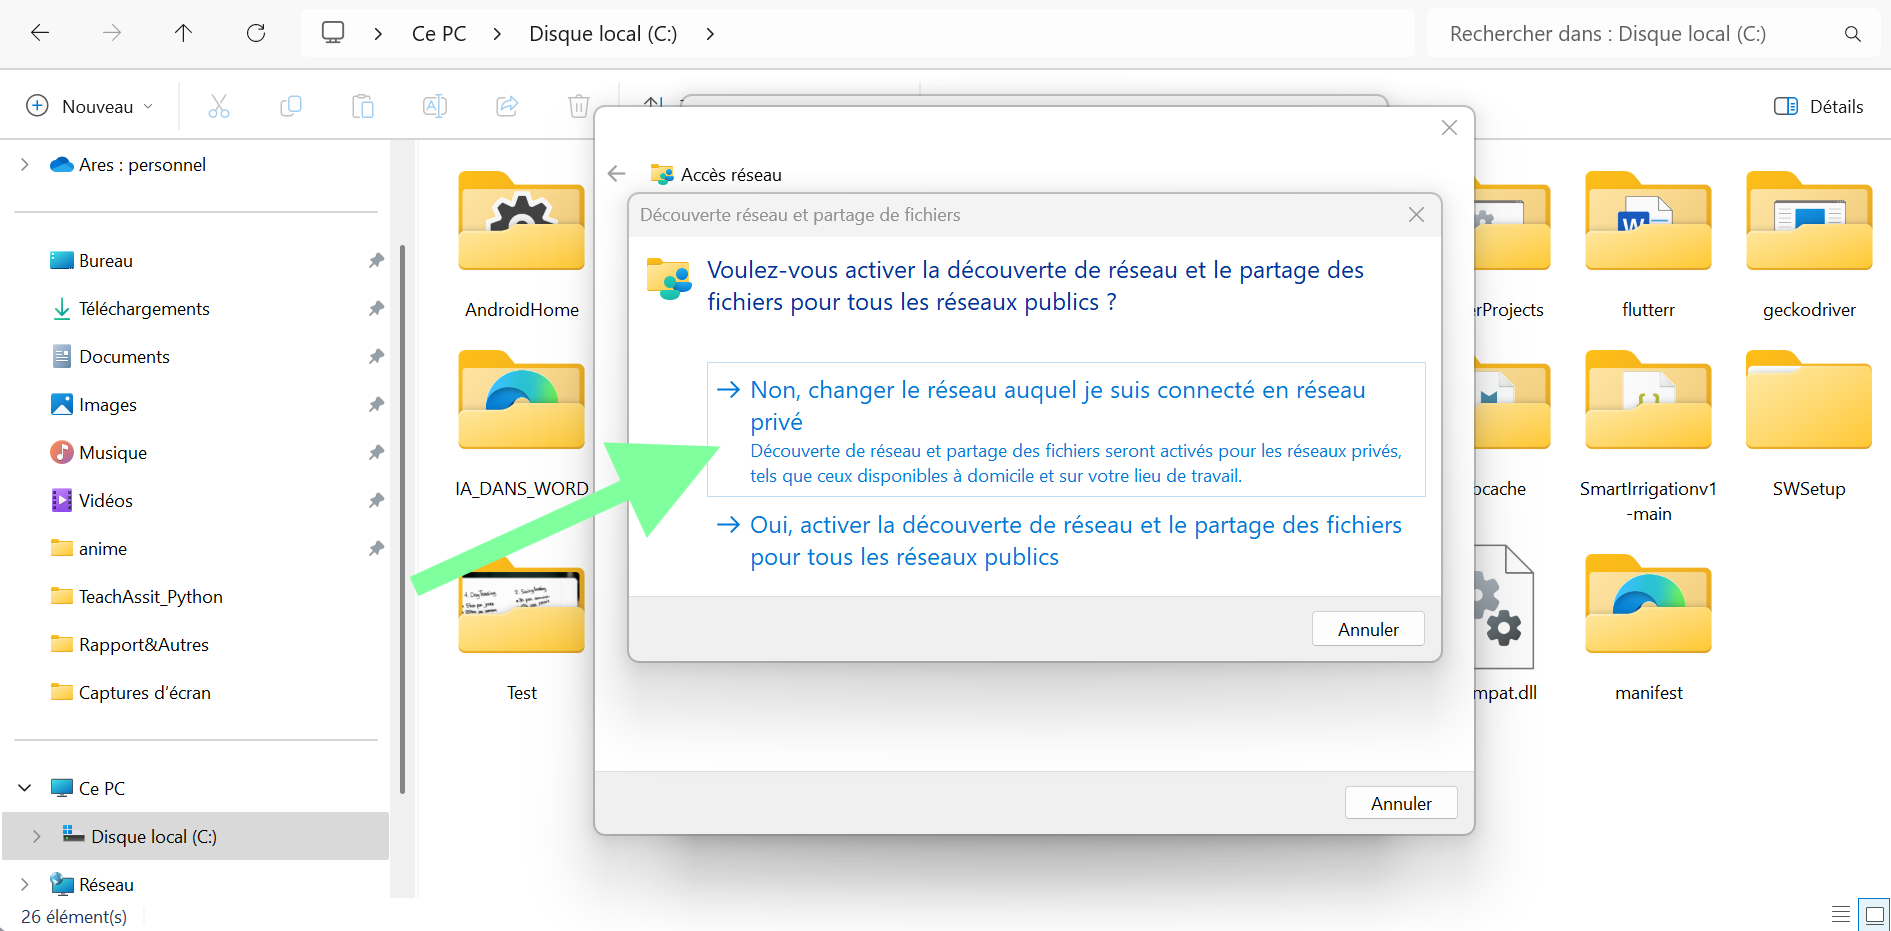 Ce PC
Disque local (C:)
Rechercher dans : Disque local (C:)
Nouveau
Détails
Ares : personnel
Bureau
Téléchargements
Documents
Images
Musique
Vidéos
anime
TeachAssit_Python
Rapport&Autres
Captures d’écran
Ce PC
Disque local (C:)
Réseau
26 élément(s)
Accès réseau
Découverte réseau et partage de fichiers
Voulez-vous activer la découverte de réseau et le partage des
fichiers pour tous les réseaux publics ?
Non, changer le réseau auquel je suis connecté en réseau
privé
Découverte de réseau et partage des fichiers seront activés pour les réseaux privés,
tels que ceux disponibles à domicile et sur votre lieu de travail.
Oui, activer la découverte de réseau et le partage des fichiers
pour tous les réseaux publics
Annuler
Annuler
AndroidHome
rProjects
flutterr
geckodriver
IA_DANS_WORD
cache
SmartIrrigationv1
-main
SWSetup
Test
mpat.dll
manifest